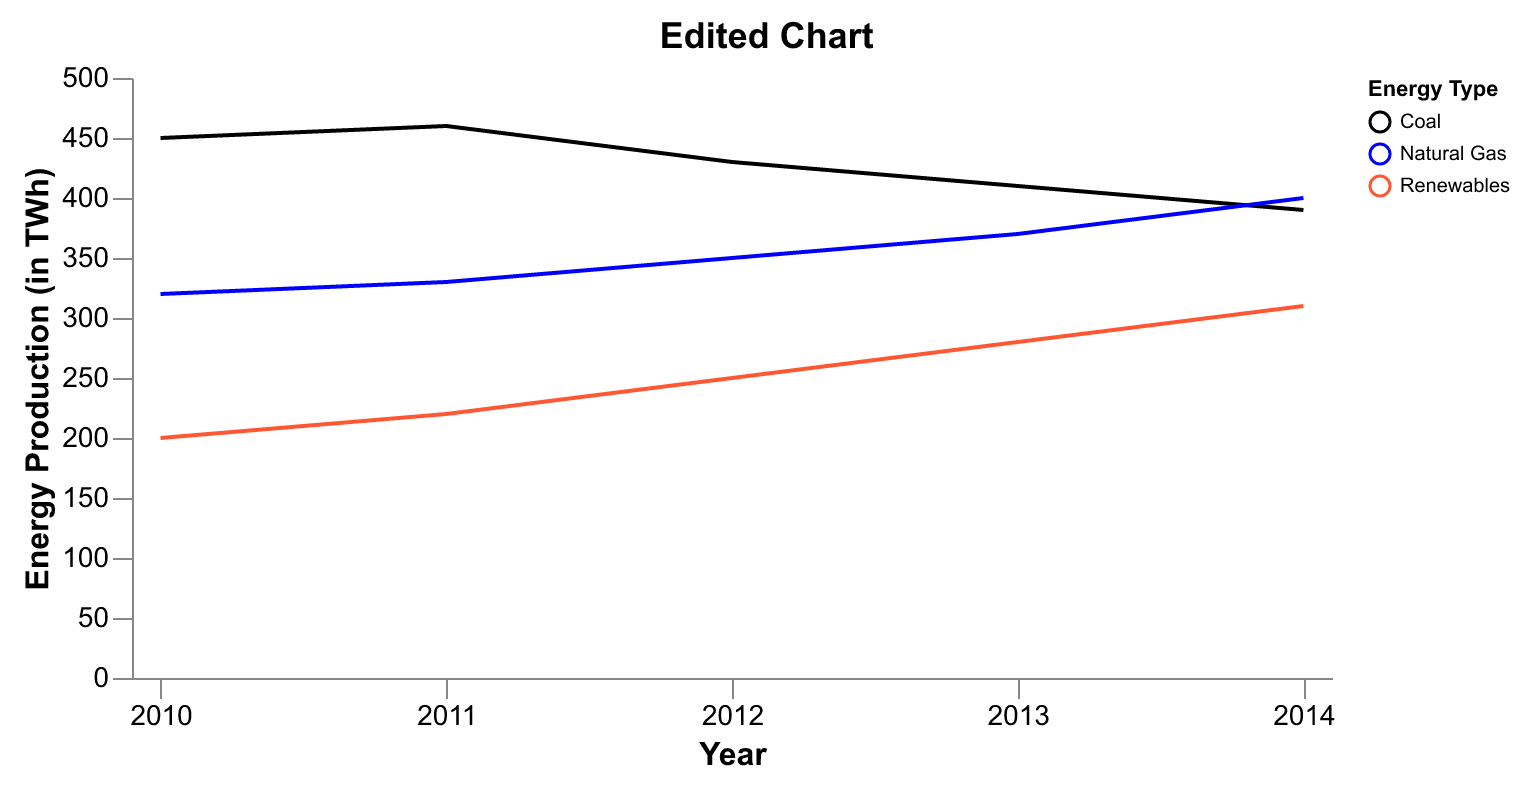 Edited Chart
Energy Production (in TWh)
500
450
400
350
300
250
200
150
100
50
0
2010 2011 2012 2013 2014
Year
Energy Type
Coal
Natural Gas
Renewables